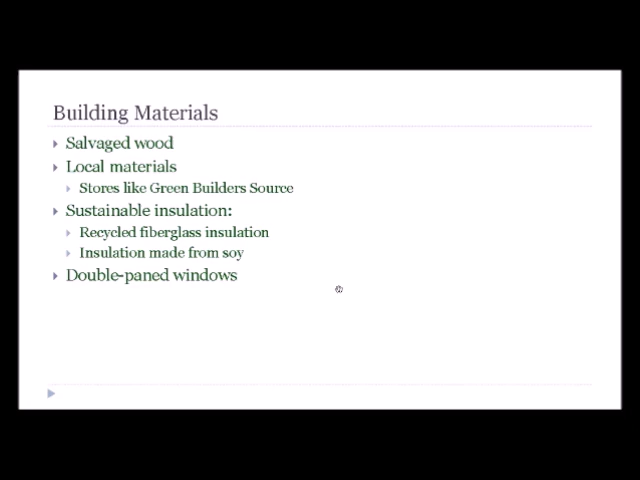 Building Materials
Salvaged wood
Local materials
Stores like Green Builders Source
Sustainable insulation:
Recycled fiberglass insulation
Insulation made from soy
Double-paned windows